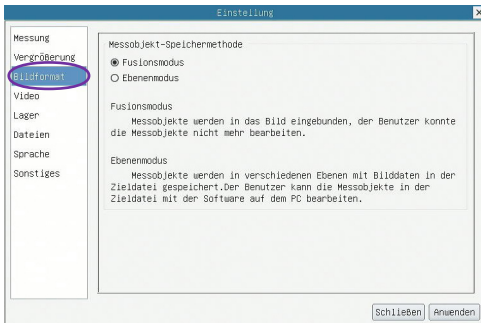 Einstellung
Messung
Vergrößerung
Bildformat
Video
Lager
Dateien
Sprache
Sonstiges
Messobjekt-Speichermethode
Fusionsmodus
Ebenenmodus
Fusionsmodus
Messobjekte werden in das Bild eingebunden, der Benutzer konnte
die Messobjekte nicht mehr bearbeiten.
Ebenenmodus
Messobjekte werden in verschiedenen Ebenen mit Bilddaten in der
Zieldatei gespeichert.Der Benutzer kann die Messobjekte in der
Zieldatei mit der Software auf dem PC bearbeiten.
Schließen Anwenden